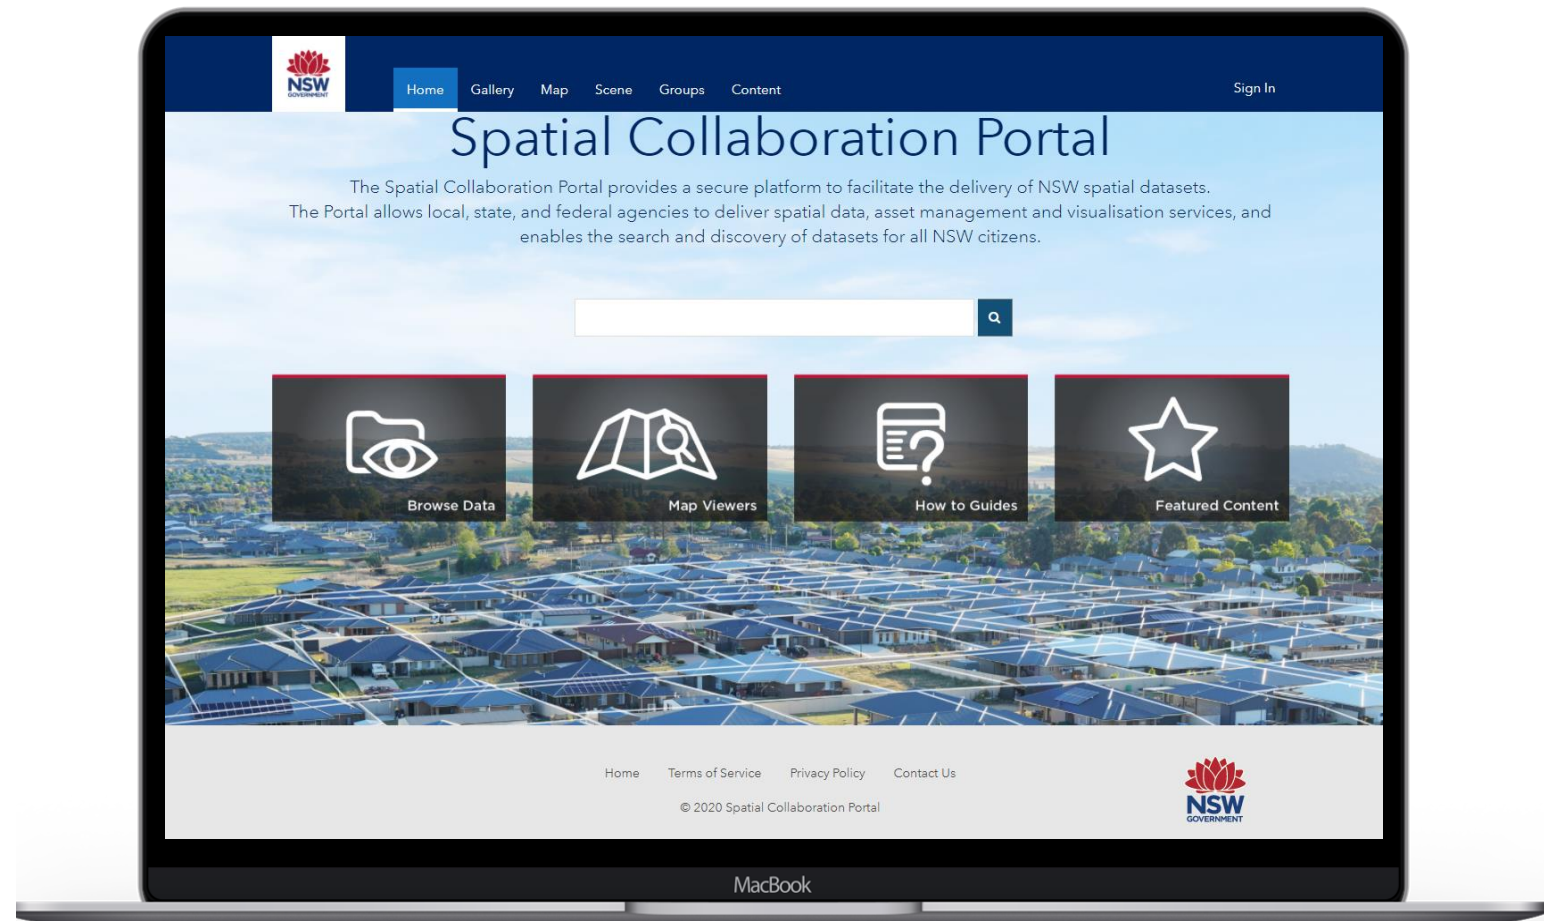 NSW
GOVERNMENT
Home Gallery Map Scene Groups Content Sign In
Spatial Collaboration Portal
The Spatial Collaboration Portal provides a secure platform to facilitate the delivery of NSW spatial datasets.
The Portal allows local, state, and federal agencies to deliver spatial data, asset management and visualisation services, and
enables the search and discovery of datasets for all NSW citizens.
Browse Data
Map Viewers
How to Guides
Featured Content
Home Terms of Service Privacy Policy Contact Us
© 2020 Spatial Collaboration Portal
NSW
GOVERNMENT
MacBook